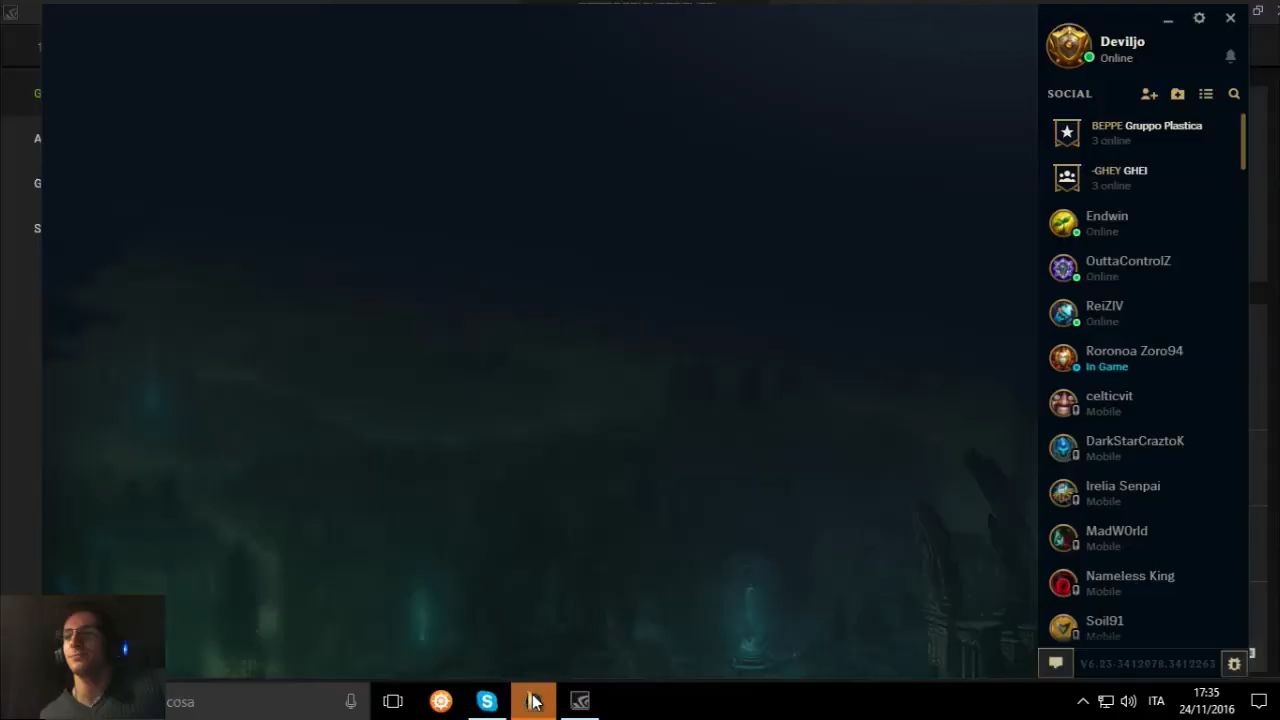 Deviljo
Online
SOCIAL
BEPPE Gruppo Plastica
3 online
-GHEY GHEI
3 online
Endwin
Online
OuttaControlZ
Online
ReiZIV
Online
Roronoa Zoro94
In Game
celticvit
Mobile
DarkStarCraztoK
Mobile
Irelia Senpai
Mobile
MadW0rld
Mobile
Nameless King
Mobile
Soil91
Mobile
V6.23-3412078.3412263
G
A
G
S
cosa
ITA
17:35
24/11/2016